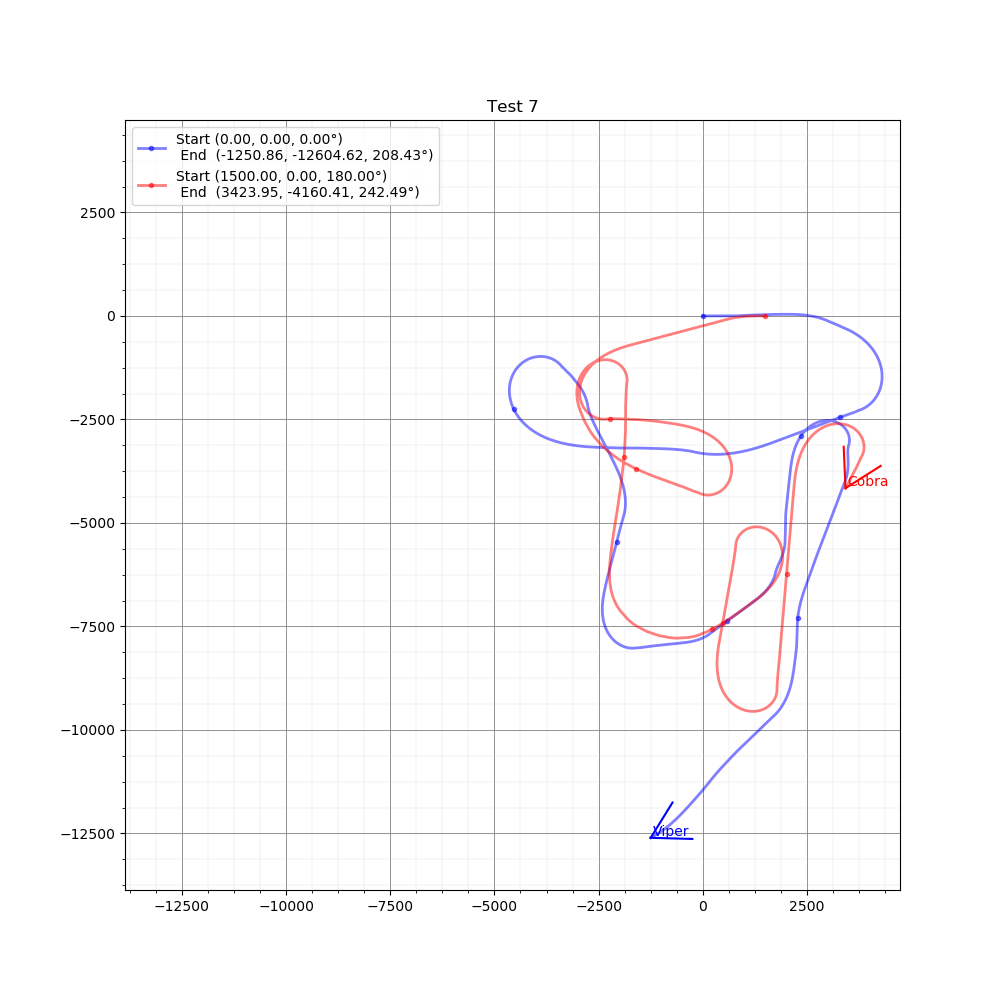 Test 7
Start (0.00, 0.00, 0.00°)
End  (-1250.86, -12604.62, 208.43°)
Start (1500.00, 0.00, 180.00°)
End  (3423.95, -4160.41, 242.49°)
2500
0
−2500
−5000
−7500
−10000
−12500
Cobra
Viper
−12500 −10000 −7500 −5000 −2500 0 2500